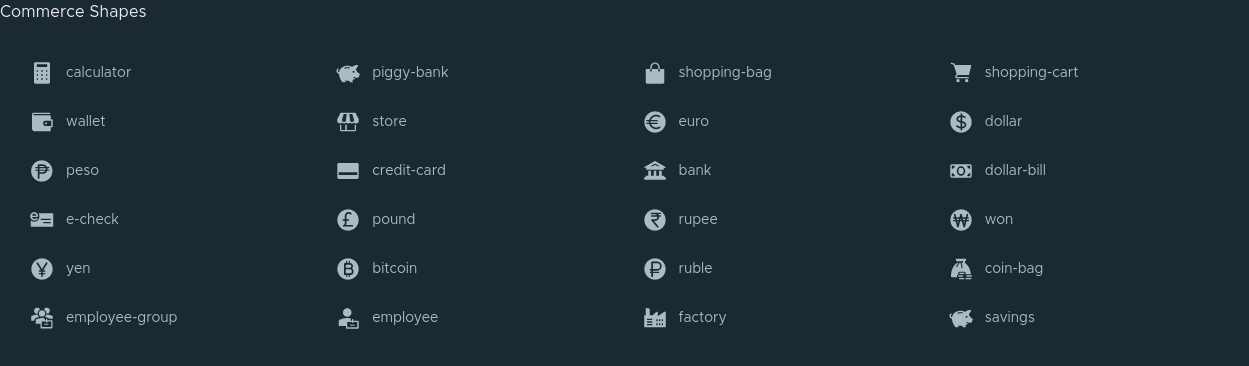 Commerce Shapes
calculator piggy-bank shopping-bag shopping-cart
wallet store euro dollar
peso credit-card bank dollar-bill
e-check pound rupee won
yen bitcoin ruble coin-bag
employee-group employee factory savings